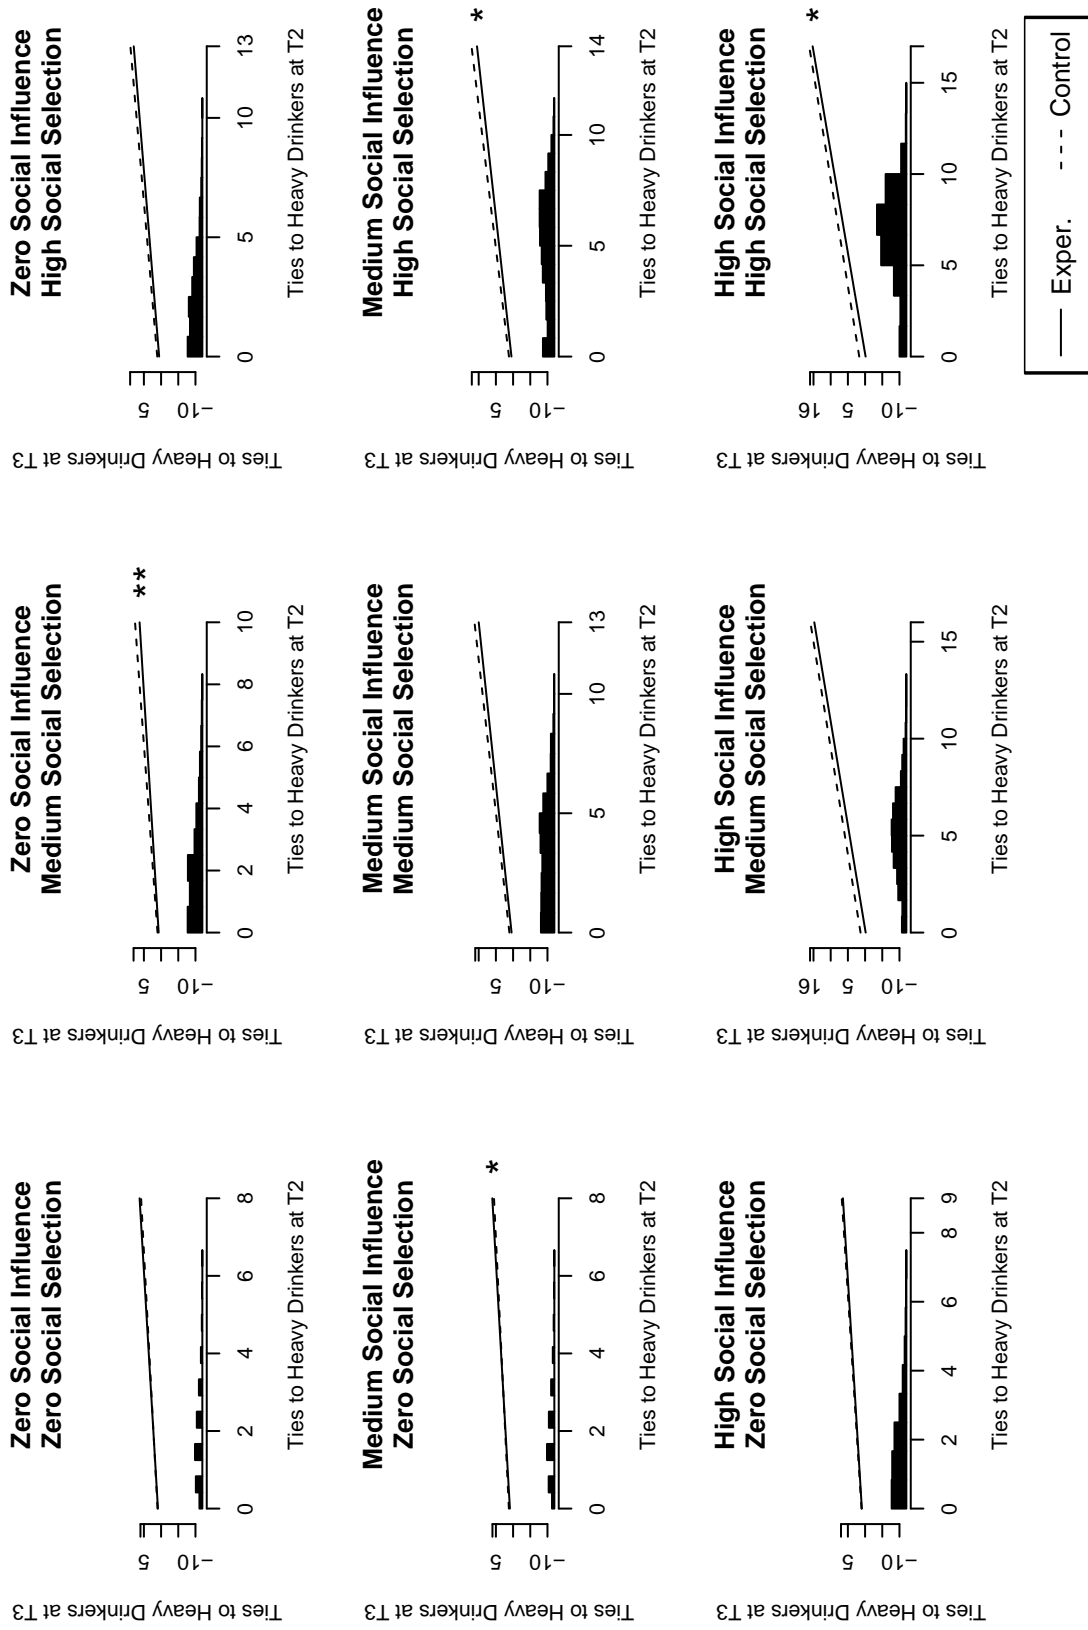 Zero Social Influence
Zero Social Selection
Ties to Heavy Drinkers at T3
5
−10
0 2 4 6 8
Ties to Heavy Drinkers at T2
Zero Social Influence
Medium Social Selection
**
Ties to Heavy Drinkers at T3
5
−10
0 2 4 6 8 10
Ties to Heavy Drinkers at T2
Zero Social Influence
High Social Selection
Ties to Heavy Drinkers at T3
5
−10
0 5 10 13
Ties to Heavy Drinkers at T2
Medium Social Influence
Zero Social Selection
*
Ties to Heavy Drinkers at T3
5
−10
0 2 4 6 8
Ties to Heavy Drinkers at T2
Medium Social Influence
Medium Social Selection
Ties to Heavy Drinkers at T3
5
−10
0 5 10 13
Ties to Heavy Drinkers at T2
Medium Social Influence
High Social Selection
*
Ties to Heavy Drinkers at T3
5
−10
0 5 10 14
Ties to Heavy Drinkers at T2
High Social Influence
Zero Social Selection
Ties to Heavy Drinkers at T3
5
−10
0 2 4 6 8 9
Ties to Heavy Drinkers at T2
High Social Influence
Medium Social Selection
Ties to Heavy Drinkers at T3
16
5
−10
0 5 10 15
Ties to Heavy Drinkers at T2
High Social Influence
High Social Selection
*
Ties to Heavy Drinkers at T3
16
5
−10
0 5 10 15
Ties to Heavy Drinkers at T2
Exper. Control